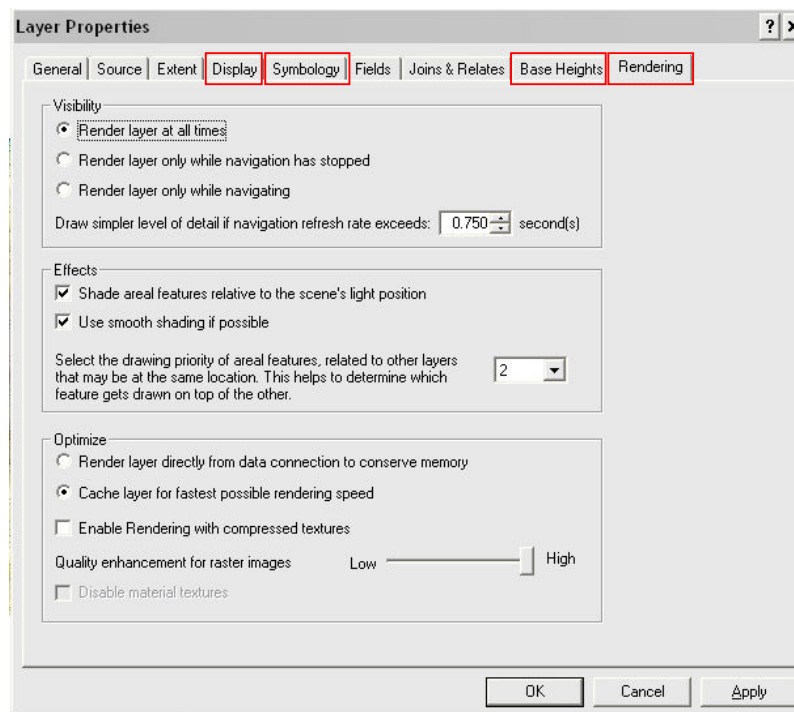 Layer Properties
?
General Source Extent Display Symbology Fields Joins & Relates Base Heights Rendering
Visibility
Render layer at all times
Render layer only while navigation has stopped
Render layer only while navigating
Draw simpler level of detail if navigation refresh rate exceeds: 0.750 second(s)
Effects
Shade areal features relative to the scene's light position
Use smooth shading if possible
Select the drawing priority of areal features, related to other layers
that may be at the same location. This helps to determine which
feature gets drawn on top of the other.
2
Optimize
Render layer directly from data connection to conserve memory
Cache layer for fastest possible rendering speed
Enable Rendering with compressed textures
Quality enhancement for raster images Low High
Disable material textures
OK Cancel Apply